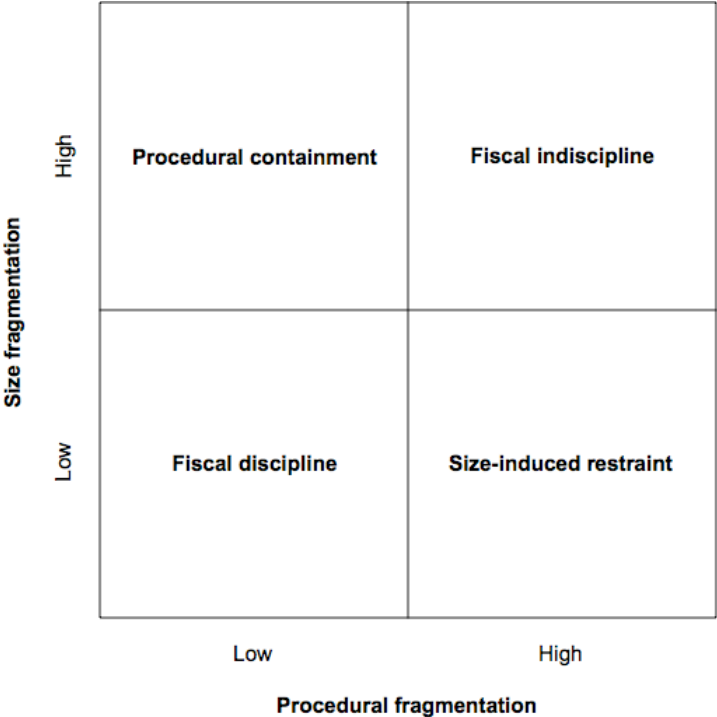 Size fragmentation
High
Procedural containment
Fiscal indiscipline
Low
Fiscal discipline
Size-induced restraint
Low
High
Procedural fragmentation